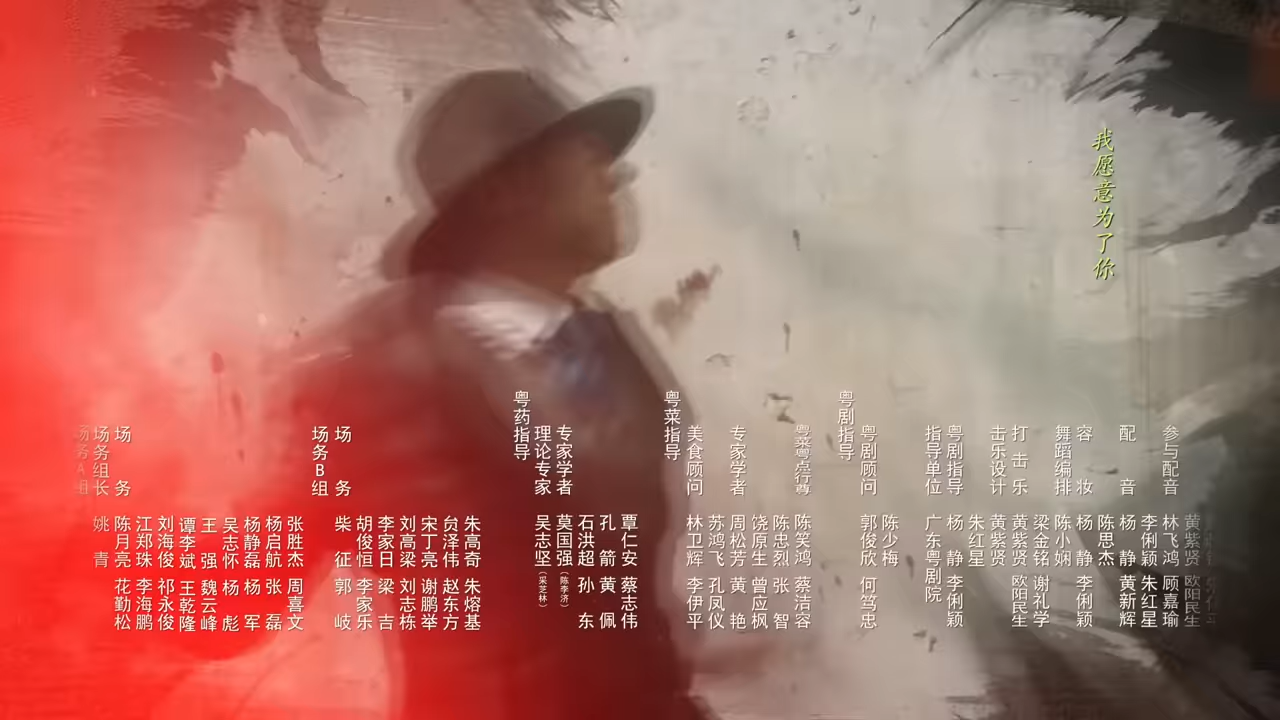 场务A组
场务组长 姚青
场务 陈月亮 花勤松
江郑珠 李海鹏
刘海俊 祁永俊
谭李斌 王乾隆
王强 魏云峰
吴志怀 杨彪
杨静磊 杨军
杨启航 张磊
张胜杰 周喜文
场务B组
场务 柴征 郭岐
胡俊恒 李家乐
李家日 梁吉
刘高梁 刘志栋
宋丁亮 谢鹏举
贠泽伟 赵东方
朱高奇 朱熔基
粤药指导
理论专家 吴志坚（采芝林）
专家学者 莫国强（陈李济）
石洪超 孙东
孔箭 黄佩
覃仁安 蔡志伟
粤菜指导
美食顾问 林卫辉 李伊平
苏鸿飞 孔凤仪
专家学者 周松芳 黄艳
饶原生 曾应枫
陈忠烈 张智
粤菜粤点行尊 陈笑鸿 蔡洁容
粤剧指导
粤剧顾问 郭俊欣 何笃忠
陈少梅
指导单位 广东粤剧院
粤剧指导 杨静 李俐颖
朱红星
击乐设计 黄紫贤
打击乐 黄紫贤 欧阳民生
梁金铭 谢礼学
舞蹈编排 陈小娴
容妆 杨静 李俐颖
陈思杰
配音 杨静 黄新辉
李俐颖 朱红星
参与配音 林飞鸿 顾嘉瑜
黄紫贤 欧阳民生
我愿意为了你